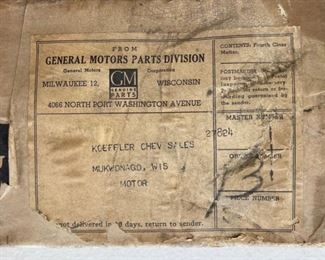 FROM
GENERAL MOTORS PARTS DIVISION
General Motors Corporation
GM
GENUINE
PARTS
MILWAUKEE 12, WISCONSIN
4066 NORTH PORT WASHINGTON AVENUE
CONTENTS: Fourth Class
Matter.
POSTMASTER:
27824
MASTER NUMBER
KOEFFLER CHEV SALES
MUKWONAGO, WIS
MOTOR
PIECE NUMBER
not delivered in days, return to sender.